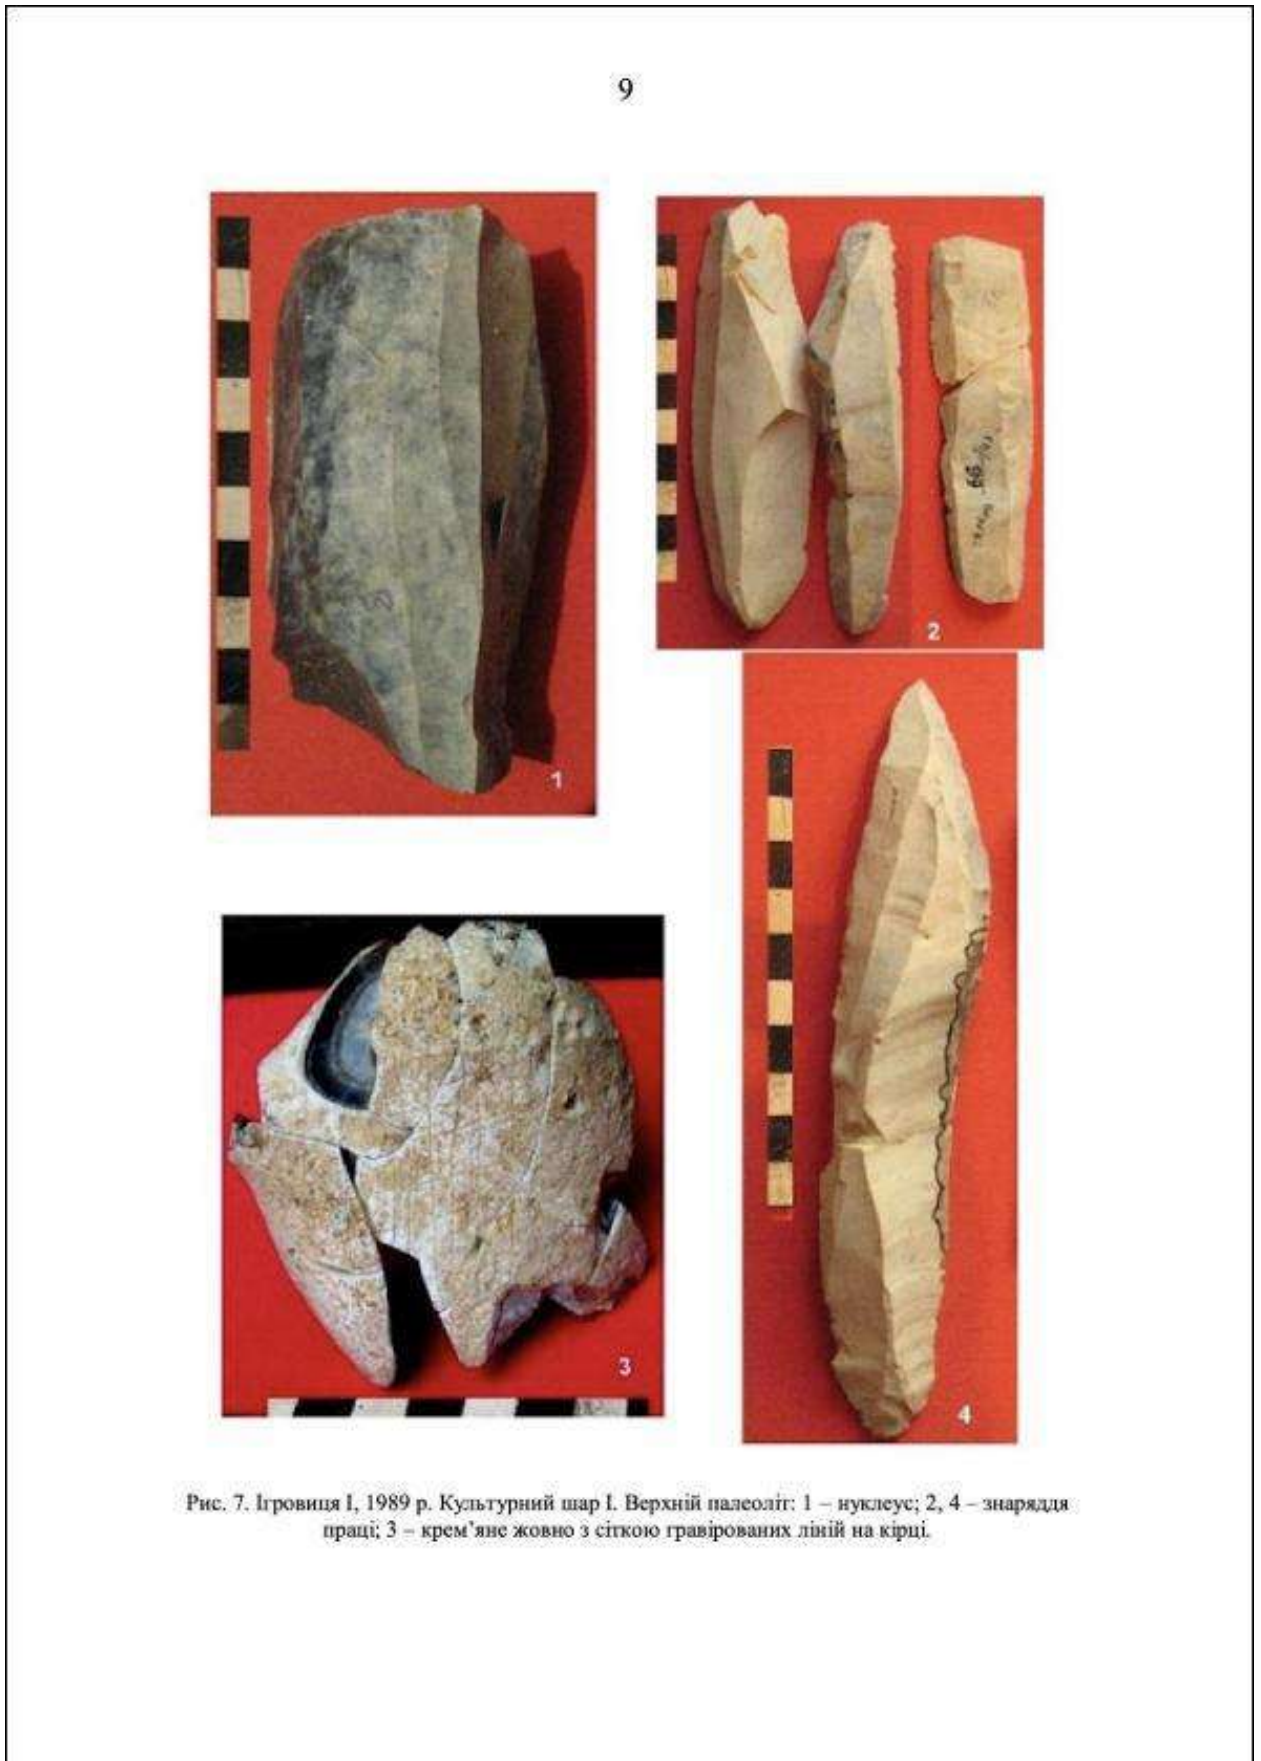 9
1
2
3
4
Рис. 7. Ігровиця I, 1989 р. Культурний шар I. Верхній палеоліт: 1 – нуклеус; 2, 4 – знаряддя
праці; 3 – крем’яне жовно з сіткою гравірованих ліній на кірці.